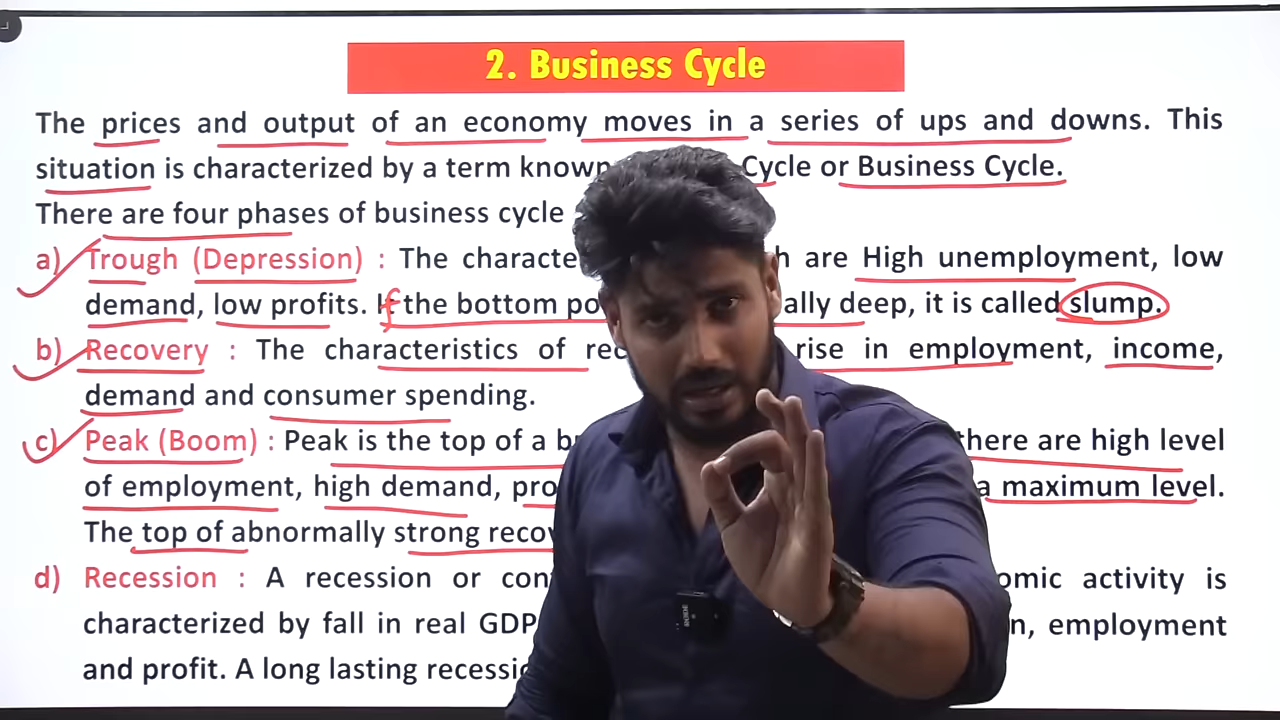 2. Business Cycle
The prices and output of an economy moves in a series of ups and downs. This
situation is characterized by a term known Cycle or Business Cycle.
There are four phases of business cycle
a) Trough (Depression) : The are High unemployment, low
demand, low profits. If the bottom deep, it is called slump.
b) Recovery : The characteristics of rise in employment, income,
demand and consumer spending.
c) Peak (Boom) : Peak is the top of a there are high level
of employment, high demand, a maximum level.
The top of abnormally strong
d) Recession : A recession or activity is
characterized by fall in real GDP employment
and profit. A long lasting